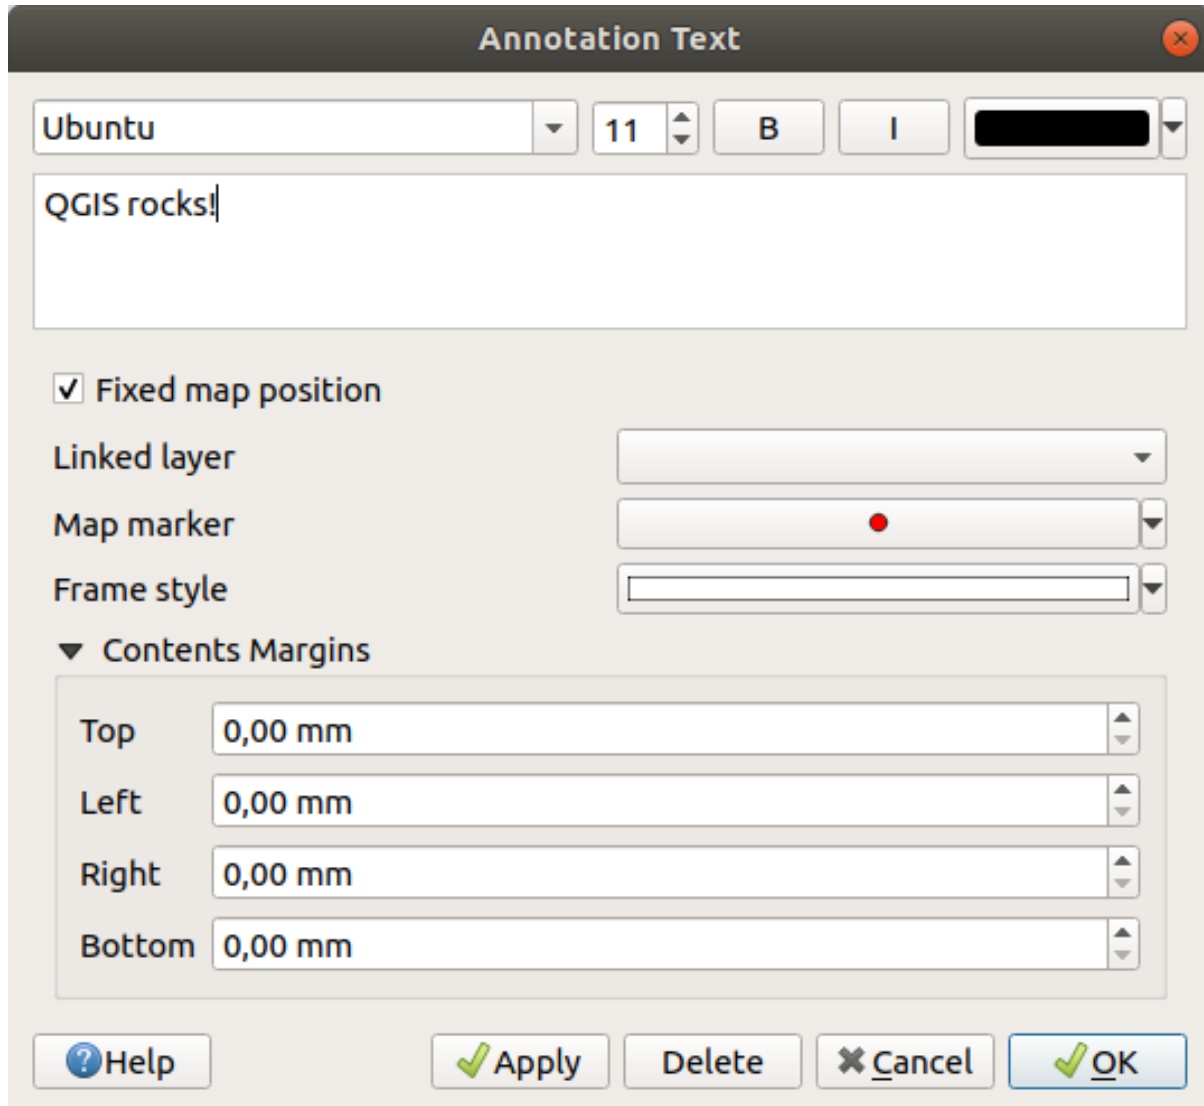 Annotation Text
Ubuntu 11 B I
QGIS rocks!
Fixed map position
Linked layer
Map marker
Frame style
Contents Margins
Top 0,00 mm
Left 0,00 mm
Right 0,00 mm
Bottom 0,00 mm
Help Apply Delete Cancel OK